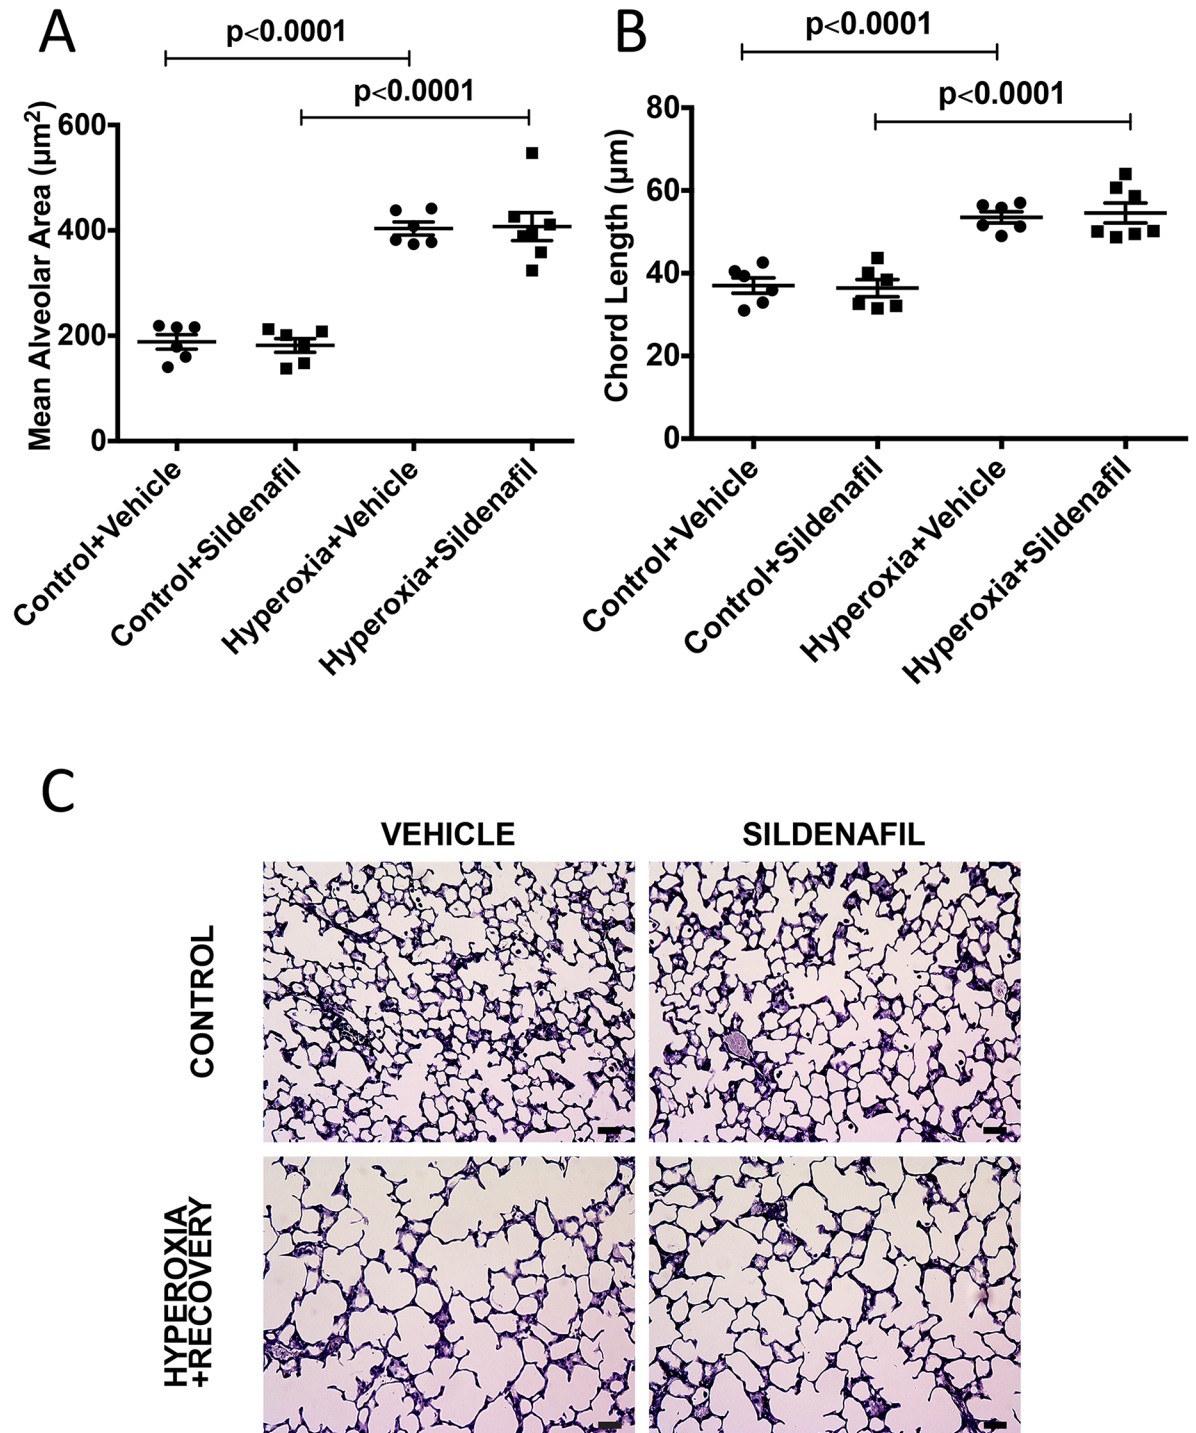 A
p<0.0001
p<0.0001
Mean Alveolar Area (μm²)
600
400
200
0
Control+Vehicle
Control+Sildenafil
Hyperoxia+Vehicle
Hyperoxia+Sildenafil
B
p<0.0001
p<0.0001
Chord Length (μm)
80
60
40
20
0
Control+Vehicle
Control+Sildenafil
Hyperoxia+Vehicle
Hyperoxia+Sildenafil
C
VEHICLE
SILDENAFIL
CONTROL
HYPEROXIA
+RECOVERY